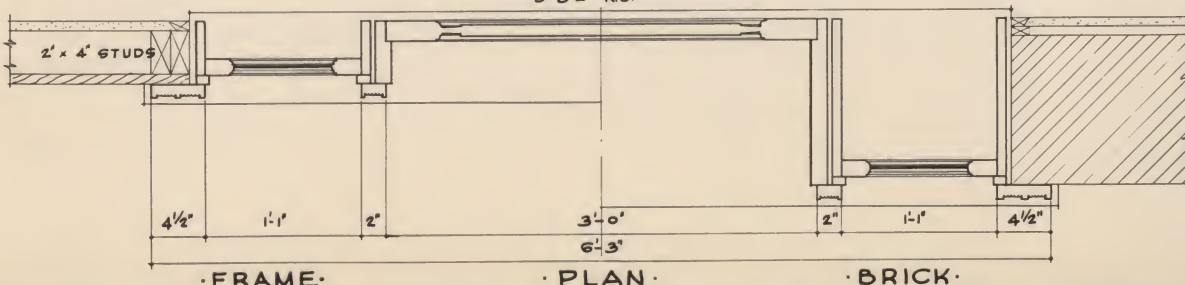 2" x 4" STUDS
4½" 1'-1" 2" 3'-0" 2" 1'-1" 4½"
6'-3"
·FRAME· ·PLAN· ·BRICK·